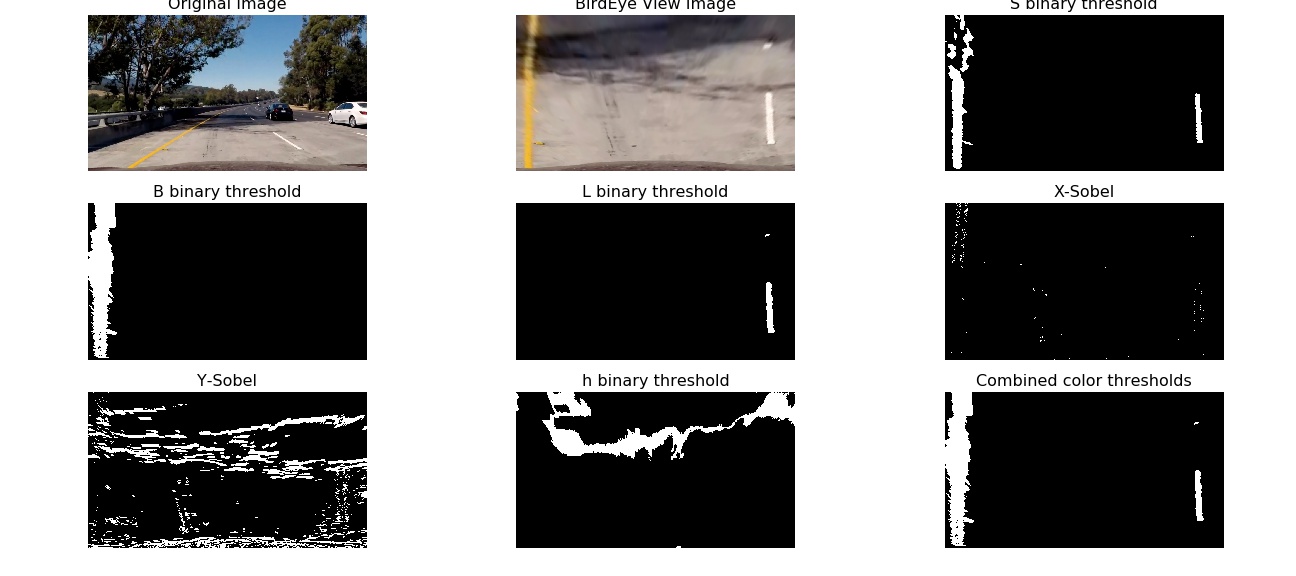 Original Image
BirdEye View Image
S binary threshold
B binary threshold
L binary threshold
X-Sobel
Y-Sobel
h binary threshold
Combined color thresholds